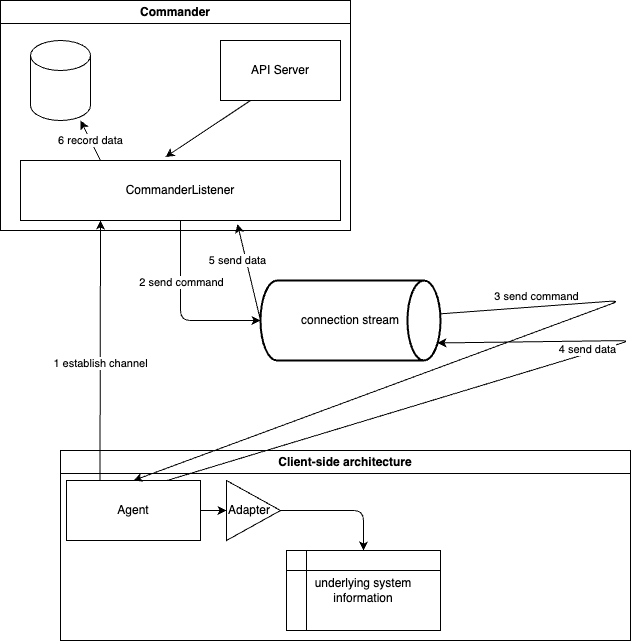 Commander
API Server
6 record data
CommanderListener
5 send data
2 send command
3 send command
connection stream
4 send data
1 establish channel
Client-side architecture
Agent
Adapter
underlying system
information